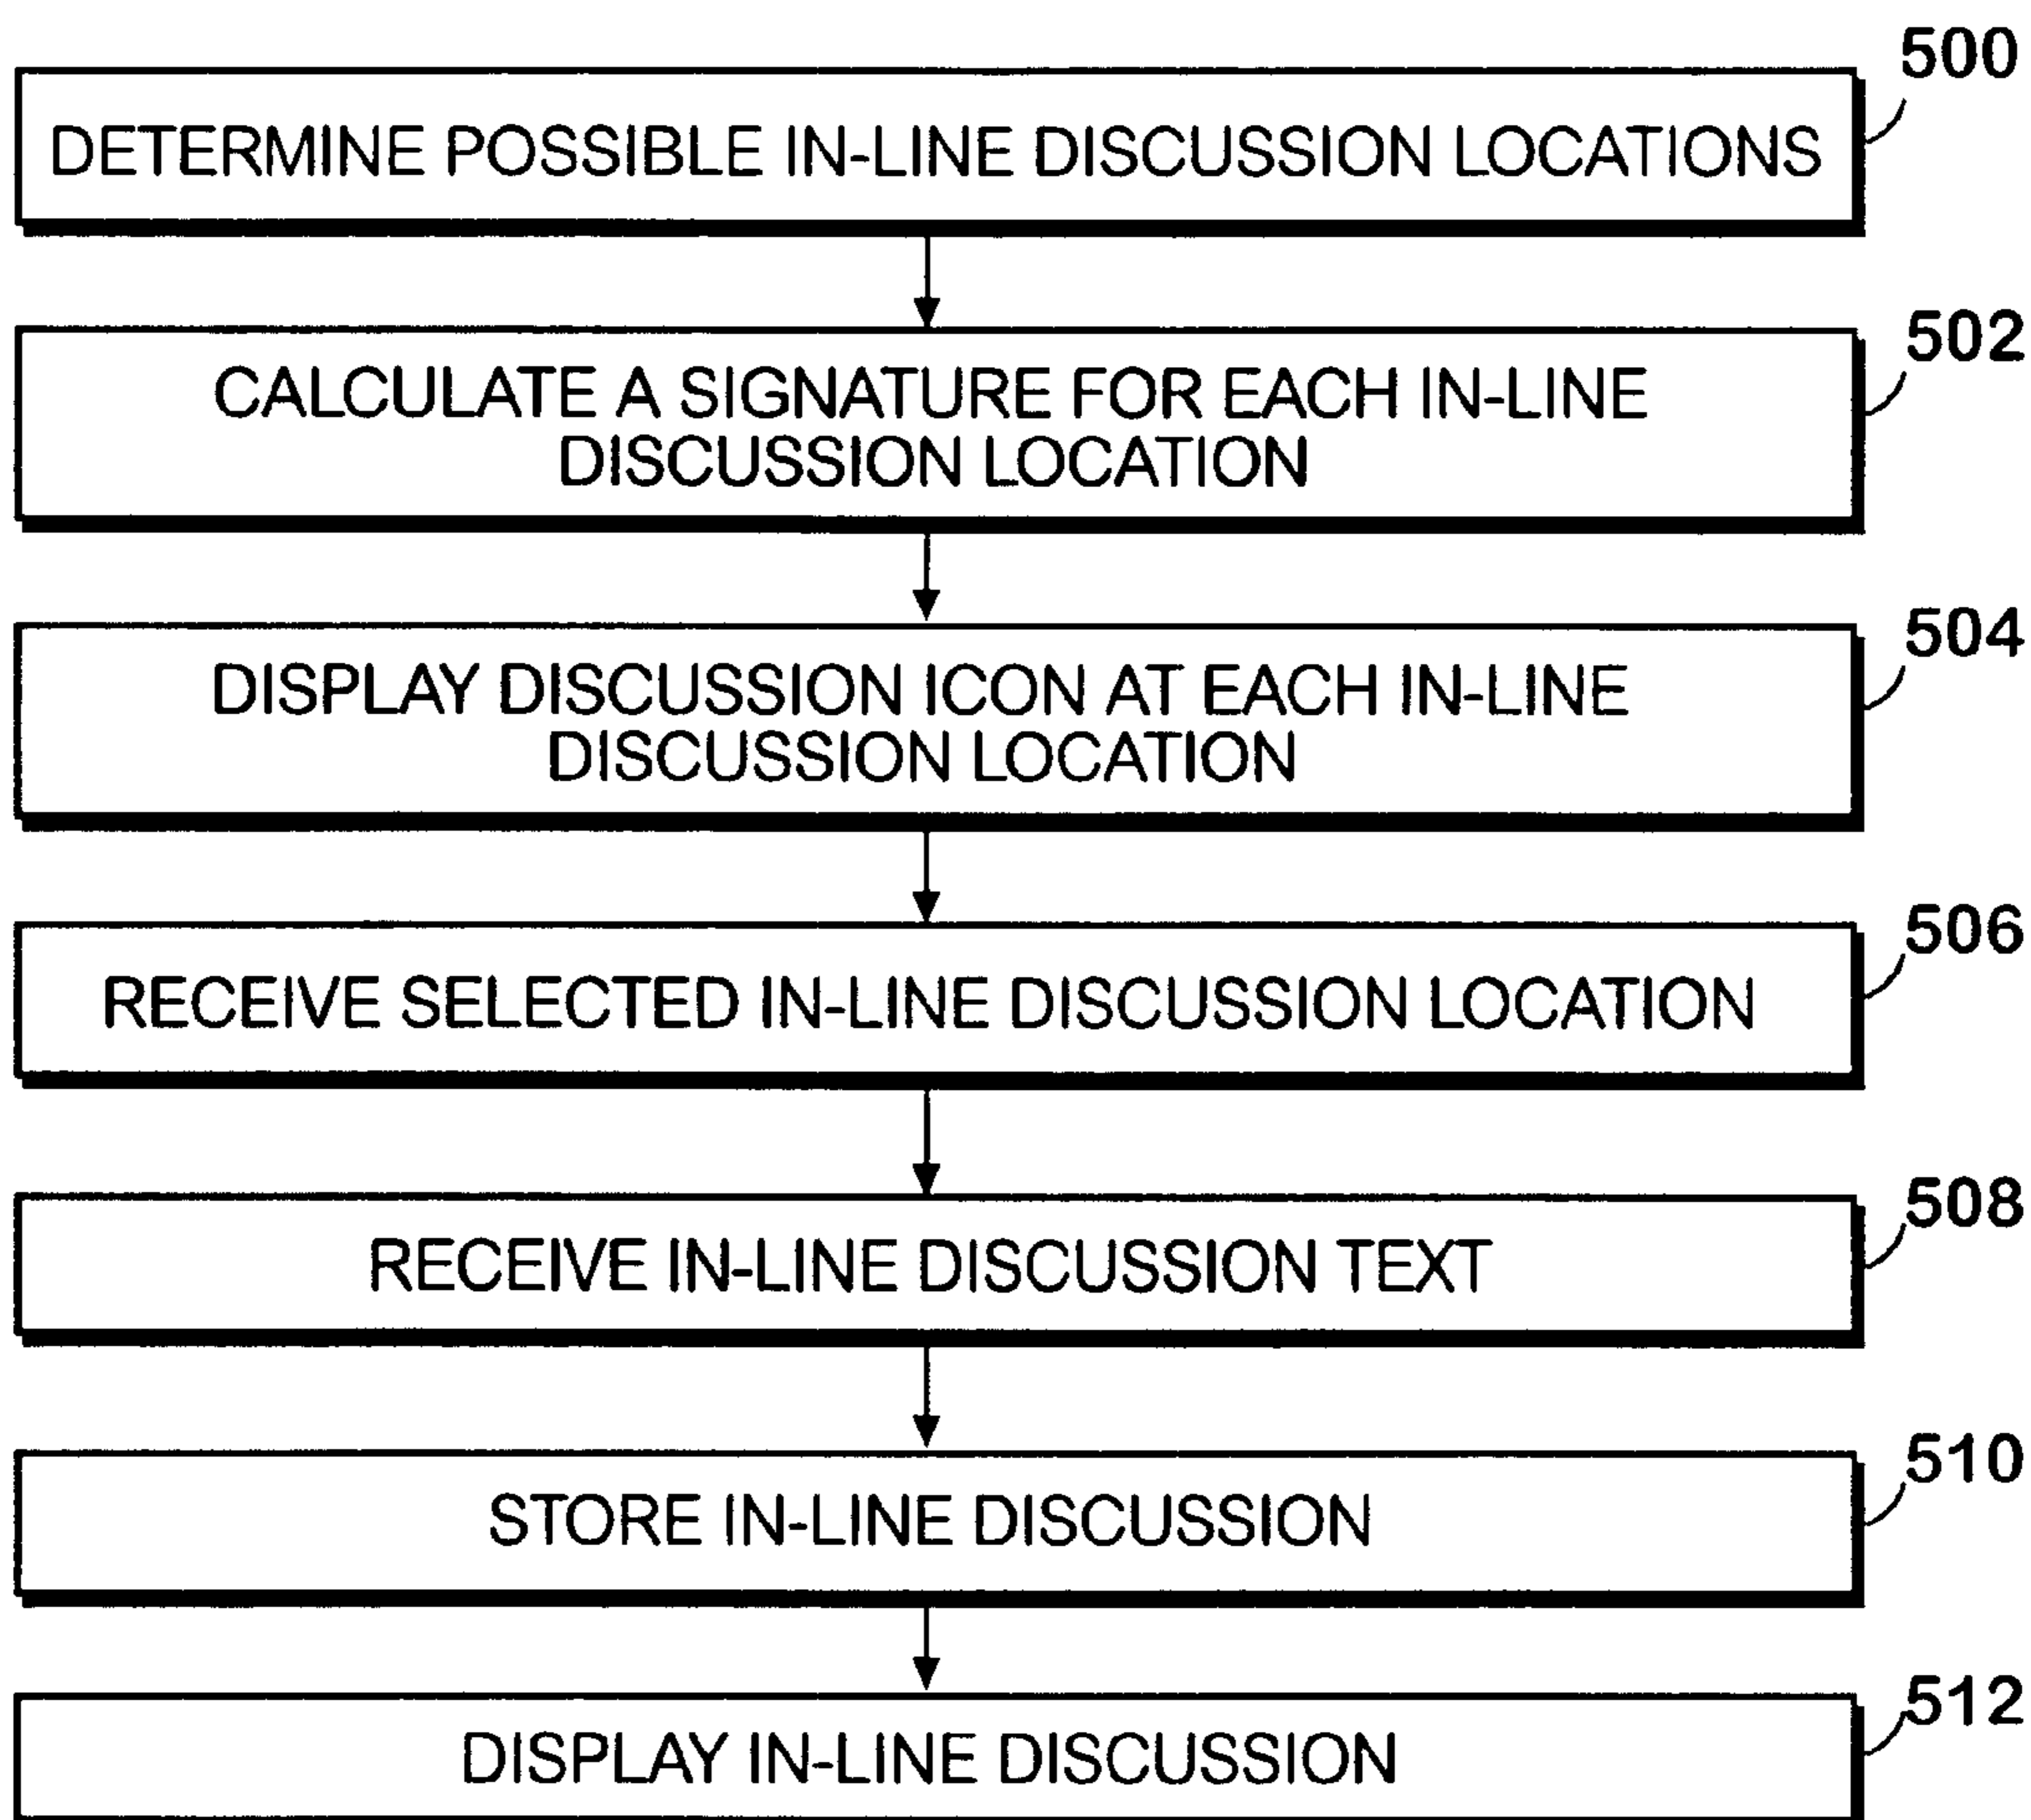 500
DETERMINE POSSIBLE IN-LINE DISCUSSION LOCATIONS
502
CALCULATE A SIGNATURE FOR EACH IN-LINE
DISCUSSION LOCATION
504
DISPLAY DISCUSSION ICON AT EACH IN-LINE
DISCUSSION LOCATION
506
RECEIVE SELECTED IN-LINE DISCUSSION LOCATION
508
RECEIVE IN-LINE DISCUSSION TEXT
510
STORE IN-LINE DISCUSSION
512
DISPLAY IN-LINE DISCUSSION